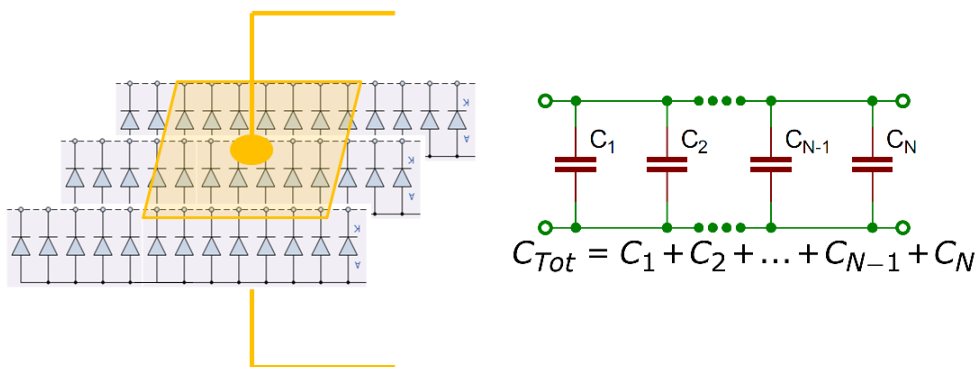 K
A
K
A
K
A
C1
C2
CN-1
CN
CTot = C1 + C2 + ... + CN−1 + CN